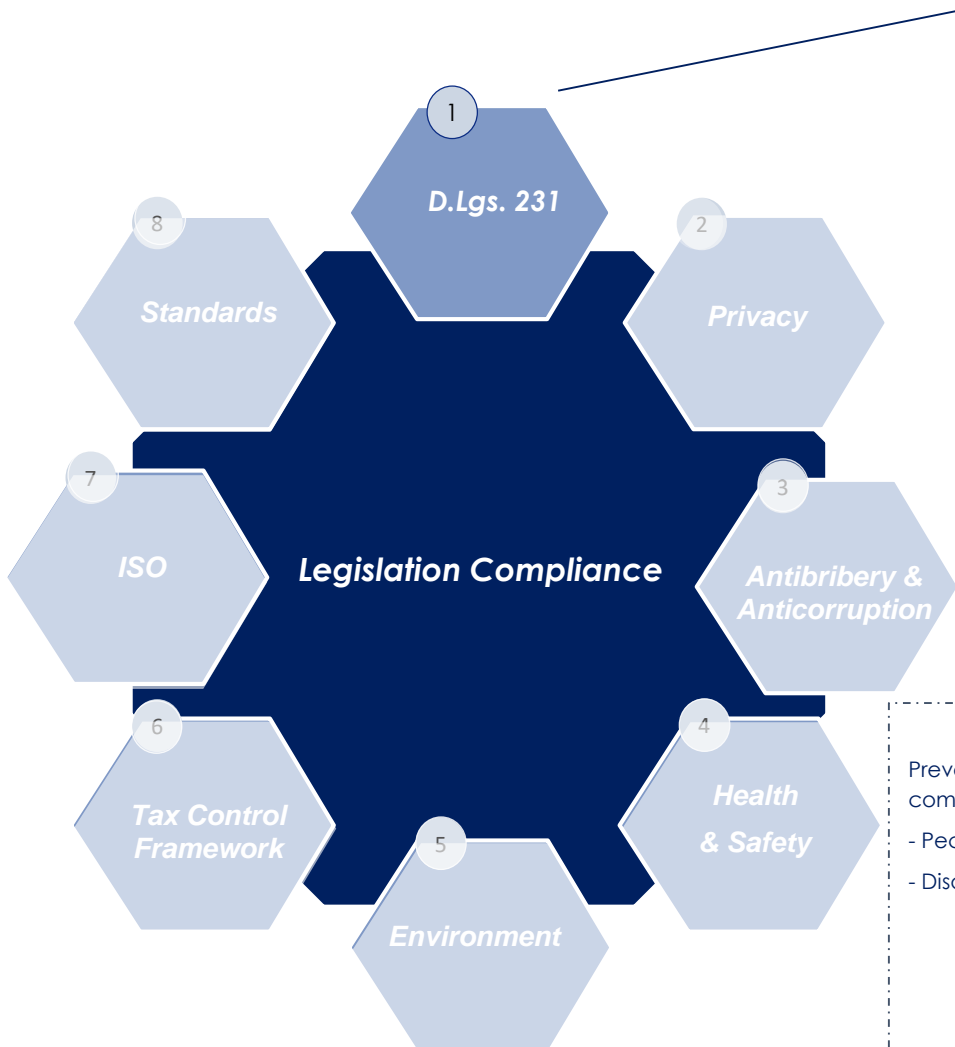 1
D.Lgs. 231
8
Standards
2
Privacy
7
ISO
Legislation Compliance
3
Antibribery &
Anticorruption
6
Tax Control
Framework
4
Health
& Safety
5
Environment